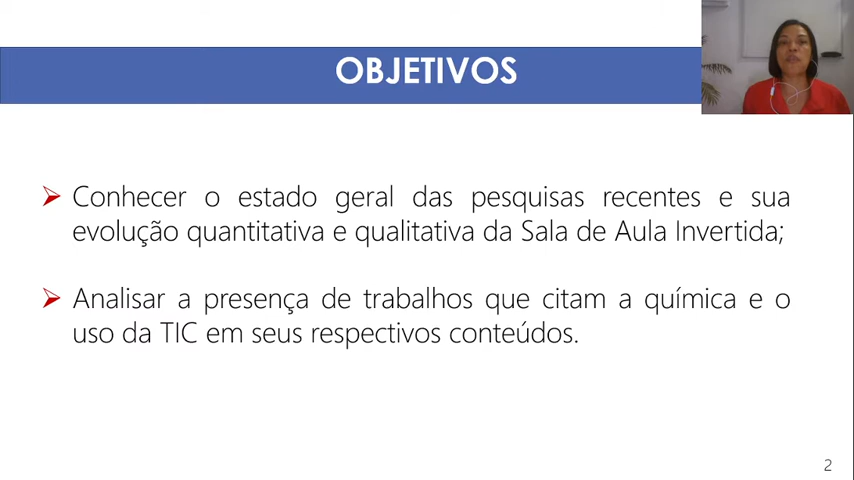 OBJETIVOS
Conhecer o estado geral das pesquisas recentes e sua
evolução quantitativa e qualitativa da Sala de Aula Invertida;
Analisar a presença de trabalhos que citam a química e o
uso da TIC em seus respectivos conteúdos.
2